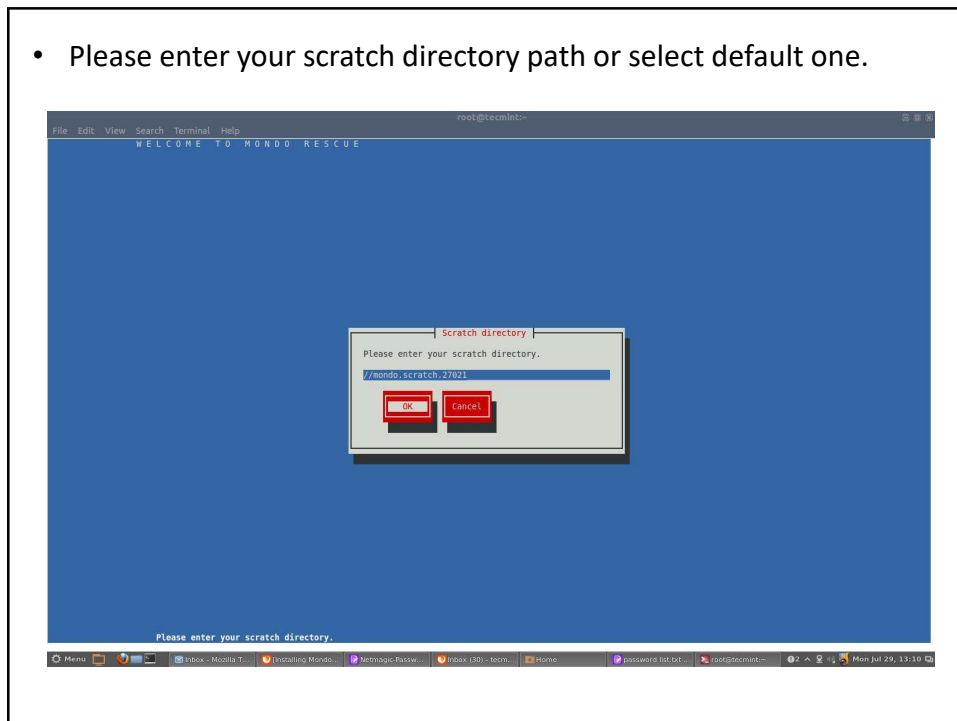 • Please enter your scratch directory path or select default one.
root@tecmint:~
File Edit View Search Terminal Help
WELCOME TO MONDO RESCUE
Scratch directory
Please enter your scratch directory.
//mondo.scratch.27021
OK Cancel
Please enter your scratch directory.
Menu Inbox - Mozilla T... [Installing Mondo... Netmagic-Passw... Inbox (30) - tecm... Home password list.txt ... root@tecmint:~ 2 Mon Jul 29, 13:10